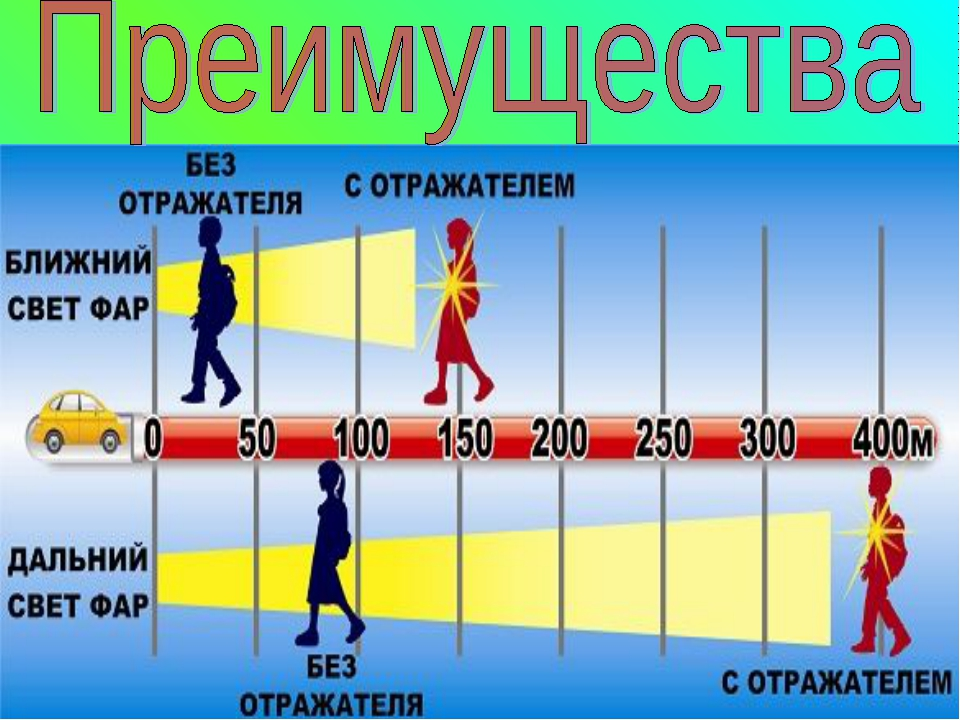 Преимущества
БЕЗ
ОТРАЖАТЕЛЯ
С ОТРАЖАТЕЛЕМ
БЛИЖНИЙ
СВЕТ ФАР
0 50 100 150 200 250 300 400м
ДАЛЬНИЙ
СВЕТ ФАР
БЕЗ
ОТРАЖАТЕЛЯ
С ОТРАЖАТЕЛЕМ